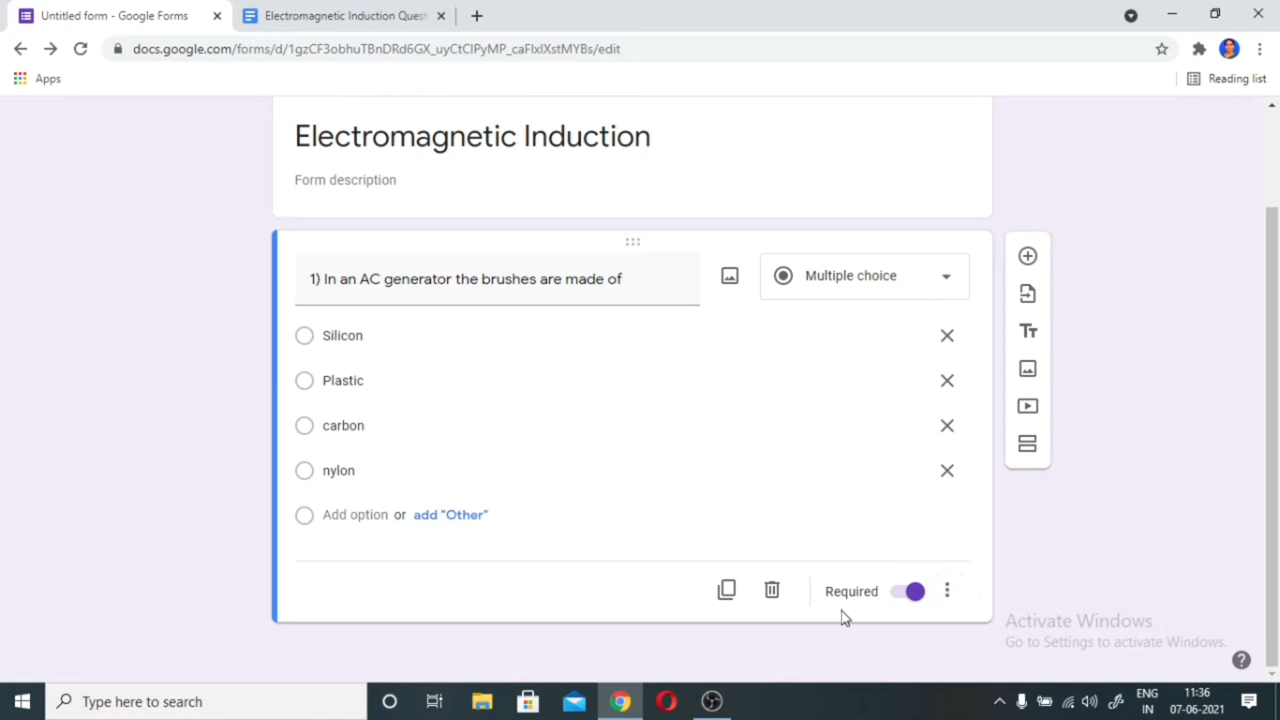 Untitled form - Google Forms
Electromagnetic Induction Quest
docs.google.com/forms/d/1gzCF3obhuTBnDRd6GX_uyCtClPyMP_caFlxlXstMYBs/edit
Apps
Reading list
Electromagnetic Induction
Form description
1) In an AC generator the brushes are made of
Multiple choice
Silicon
Plastic
carbon
nylon
Add option or add "Other"
Required
Activate Windows
Go to Settings to activate Windows.
Type here to search
ENG
IN
11:36
07-06-2021